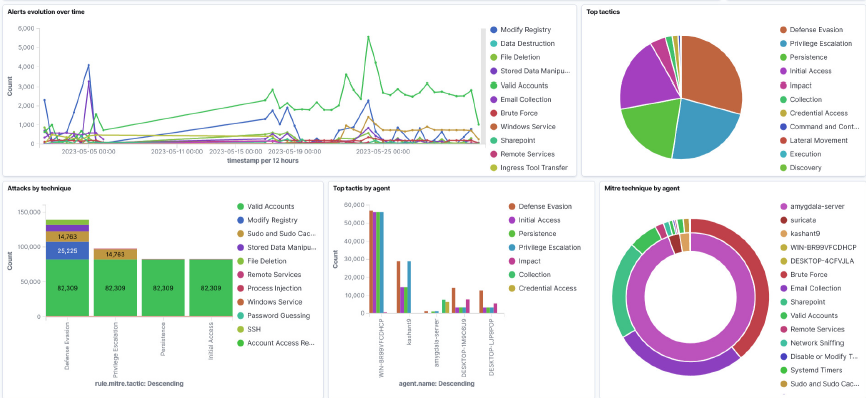 Alerts evolution over time
Count
6,000
5,000
4,000
3,000
2,000
1,000
0
2023-05-05 00:00
2023-05-11 00:00
2023-05-15 00:00
2023-05-19 00:00
2023-05-25 00:00
timestamp per 12 hours
Modify Registry
Data Destruction
File Deletion
Stored Data Manipu...
Valid Accounts
Email Collection
Brute Force
Windows Service
Sharepoint
Remote Services
Ingress Tool Transfer
Top tactics
Defense Evasion
Privilege Escalation
Persistence
Initial Access
Impact
Collection
Credential Access
Command and Cont...
Lateral Movement
Execution
Discovery
Attacks by technique
Count
150,000
100,000
50,000
0
14,763
25,225
82,309
14,763
82,309
82,309
82,309
Defense Evasion
Privilege Escalation
Persistence
Initial Access
rule.mitre.tactic: Descending
Valid Accounts
Modify Registry
Sudo and Sudo Cac...
Stored Data Manipu...
File Deletion
Remote Services
Process Injection
Windows Service
Password Guessing
SSH
Account Access Re...
Top tactis by agent
Count
60,000
50,000
40,000
30,000
20,000
10,000
0
kashant9
amygdala-server
agent.name: Descending
Defense Evasion
Initial Access
Persistence
Privilege Escalation
Impact
Collection
Credential Access
Mitre technique by agent
amygdala-server
suricata
kashant9
WIN-BR99VFCDHCP
DESKTOP-4CFVJLA
Brute Force
Email Collection
Sharepoint
Valid Accounts
Remote Services
Network Sniffing
Disable or Modify T...
Systemd Timers
Sudo and Sudo Cac...